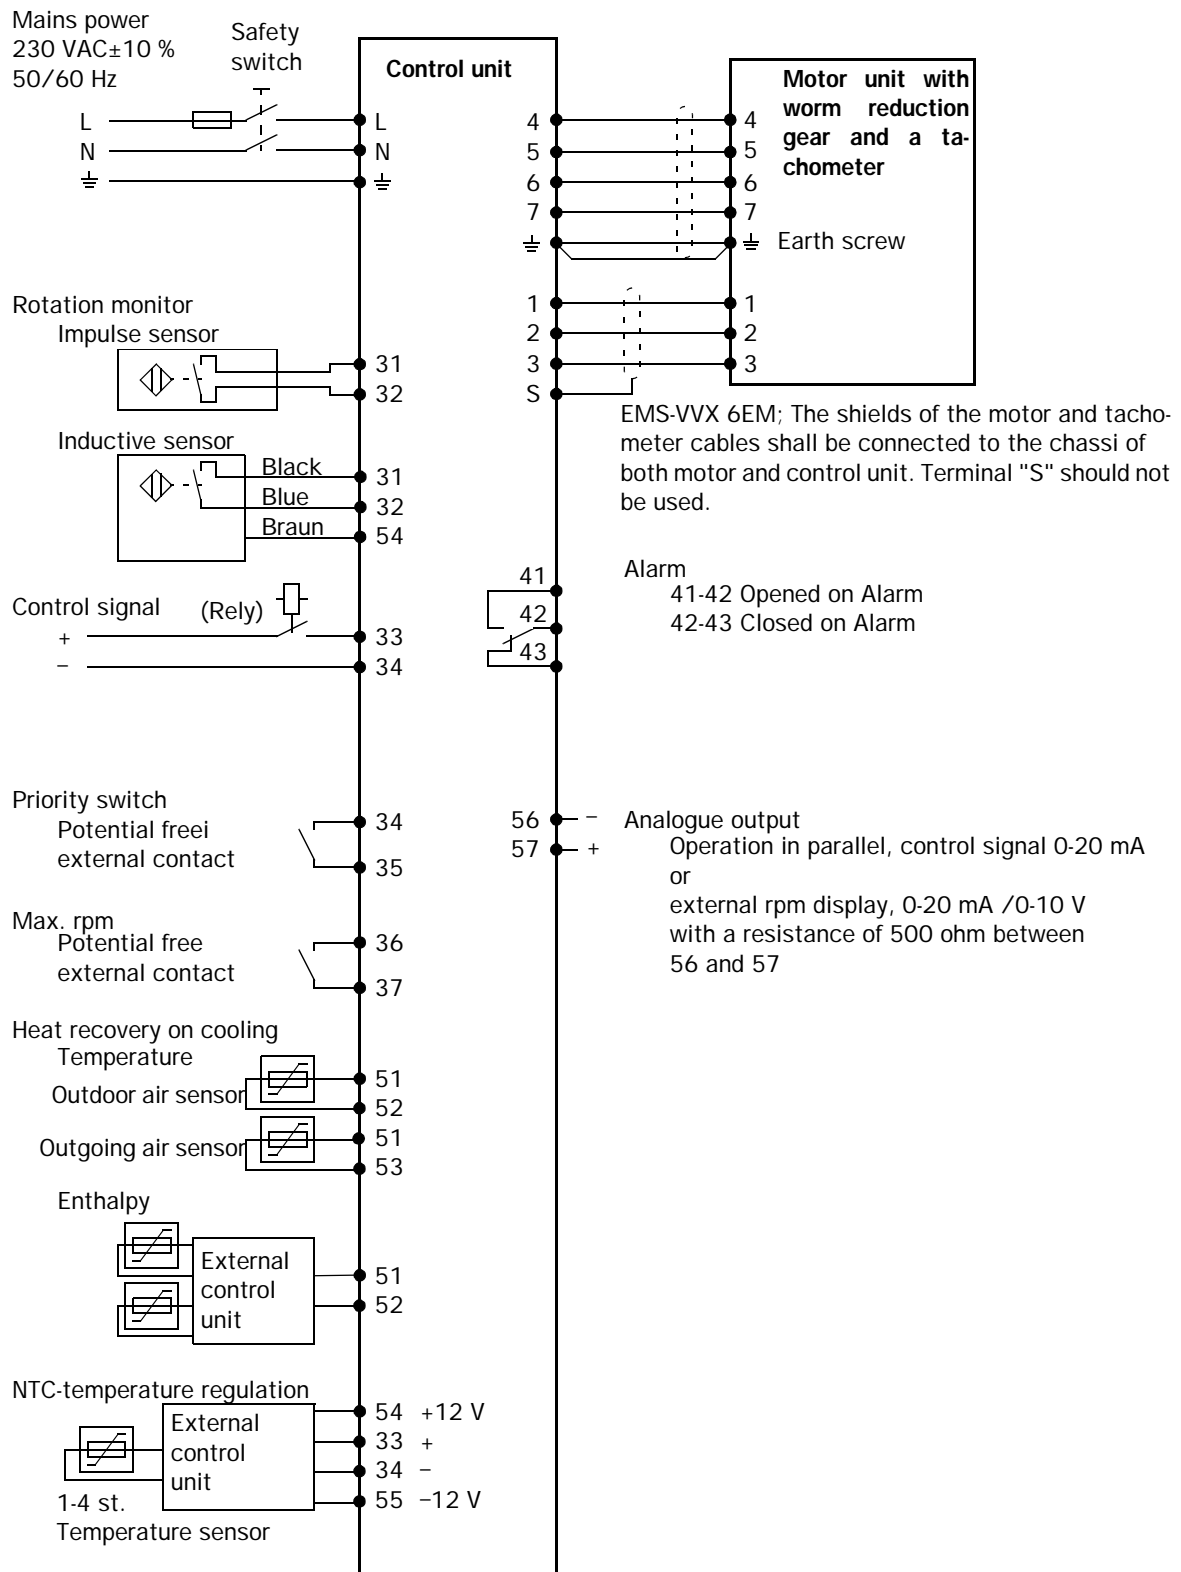 Mains power
230 VAC±10 %
50/60 Hz
Safety
switch
Control unit
Motor unit with
worm reduction
gear and a ta-
chometer
L
N
L
N
4
5
6
7
4
5
6
7
Earth screw
1
2
3
S
1
2
3
EMS-VVX 6EM; The shields of the motor and tacho-
meter cables shall be connected to the chassi of
both motor and control unit. Terminal "S" should not
be used.
Rotation monitor
Impulse sensor
31
32
Inductive sensor
Black
31
Blue
32
Braun
54
Control signal
(Rely)
+
33
–
34
41
42
43
Alarm
41-42 Opened on Alarm
42-43 Closed on Alarm
Priority switch
Potential freei
external contact
34
35
56
–
57
+
Analogue output
Operation in parallel, control signal 0-20 mA
or
external rpm display, 0-20 mA /0-10 V
with a resistance of 500 ohm between
56 and 57
Max. rpm
Potential free
external contact
36
37
Heat recovery on cooling
Temperature
Outdoor air sensor
51
52
Outgoing air sensor
51
53
Enthalpy
External
control
unit
51
52
NTC-temperature regulation
External
control
unit
54 +12 V
33 +
34 –
55 –12 V
1-4 st.
Temperature sensor